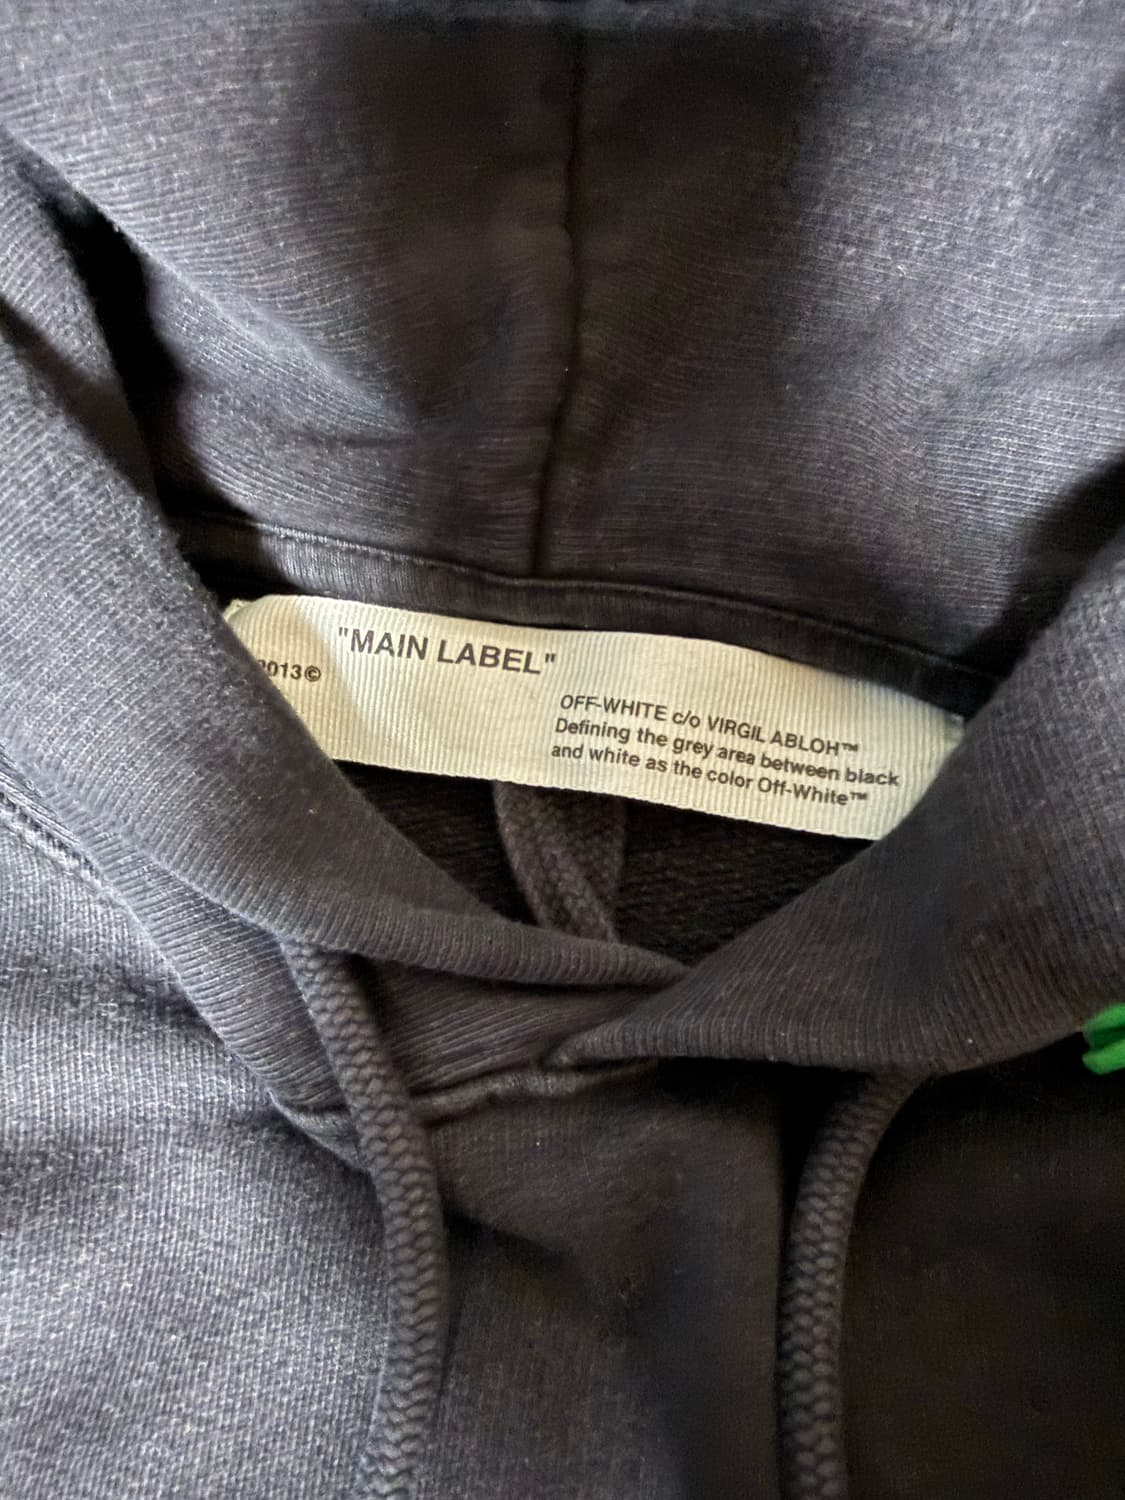 "MAIN LABEL"
2013©
OFF-WHITE c/o VIRGIL ABLOH™
Defining the grey area between black
and white as the color Off-White™